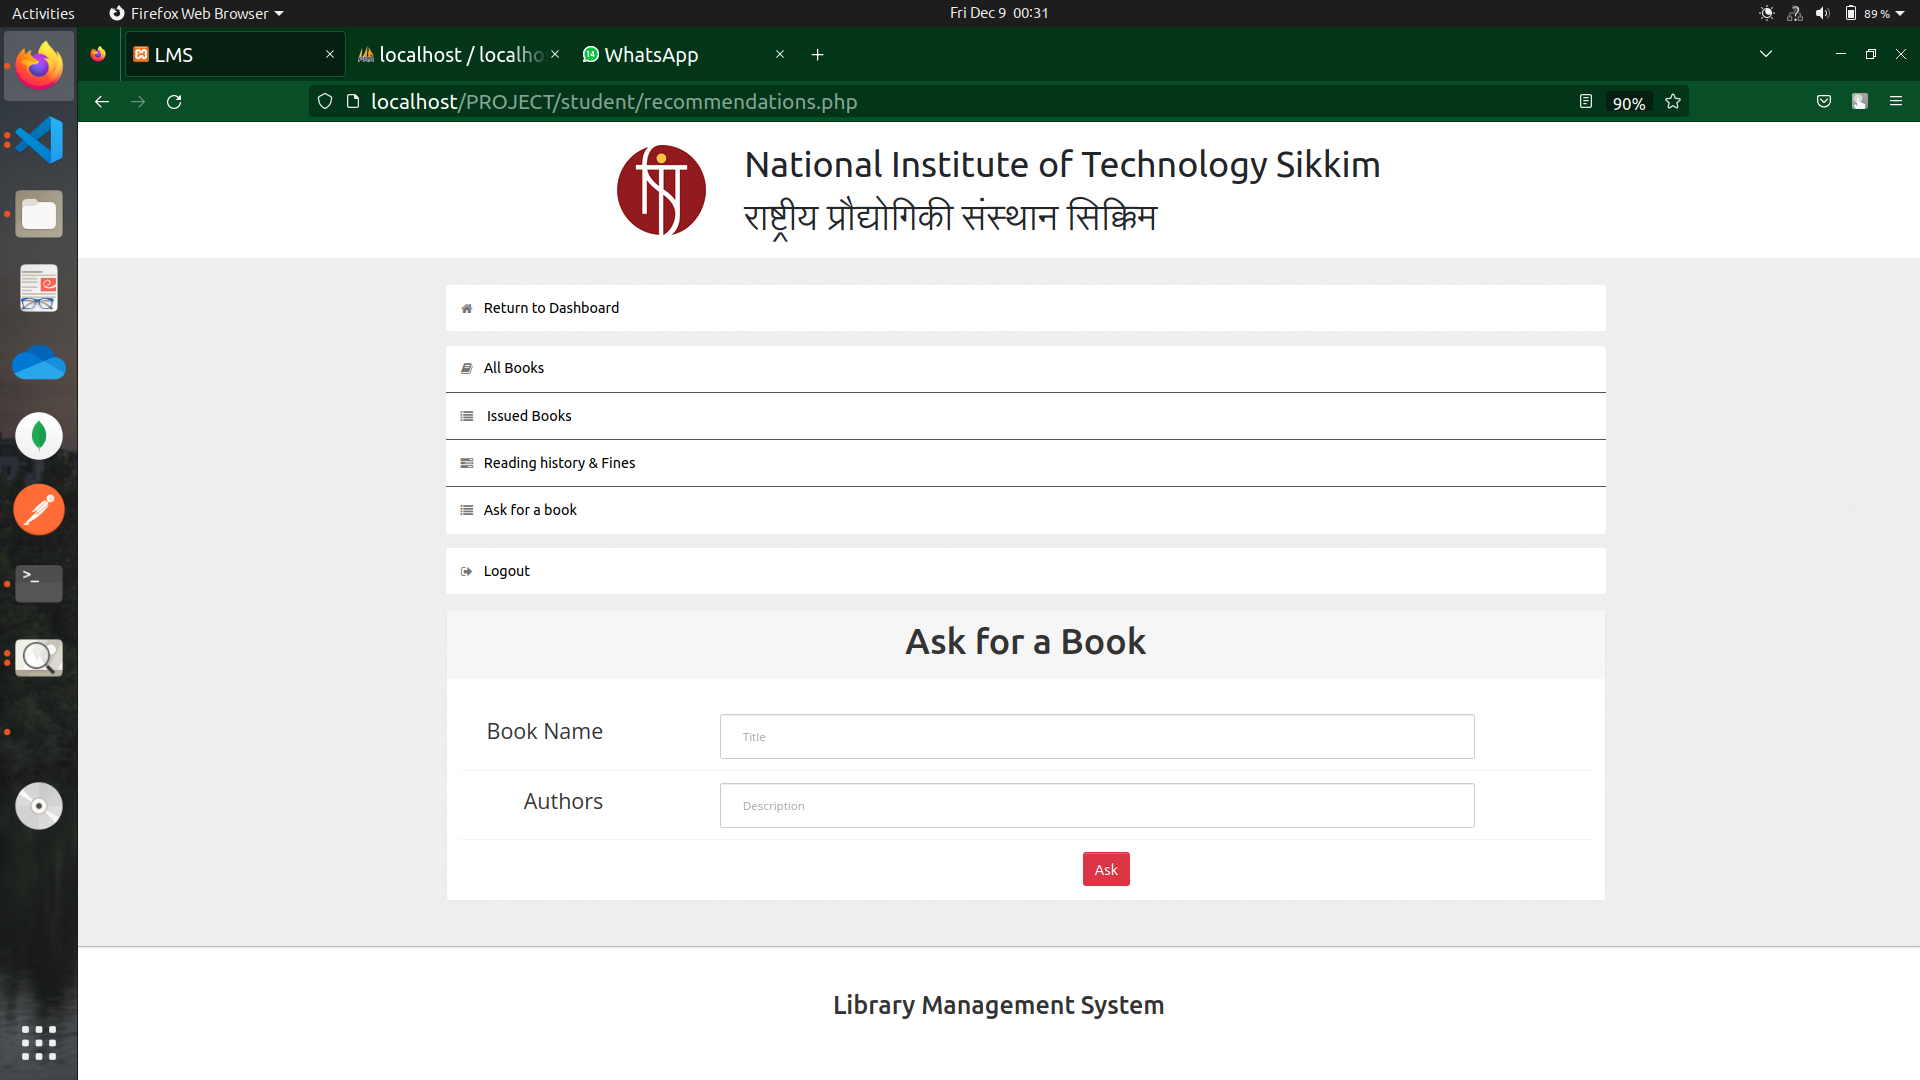 Activities
Firefox Web Browser
Fri Dec 9 00:31
89 %
LMS
localhost / localho
14
WhatsApp
localhost/PROJECT/student/recommendations.php
90%
National Institute of Technology Sikkim
राष्ट्रीय प्रौद्योगिकी संस्थान सिक्किम
Return to Dashboard
All Books
Issued Books
Reading history & Fines
Ask for a book
Logout
Ask for a Book
Book Name
Title
Authors
Description
Ask
Library Management System